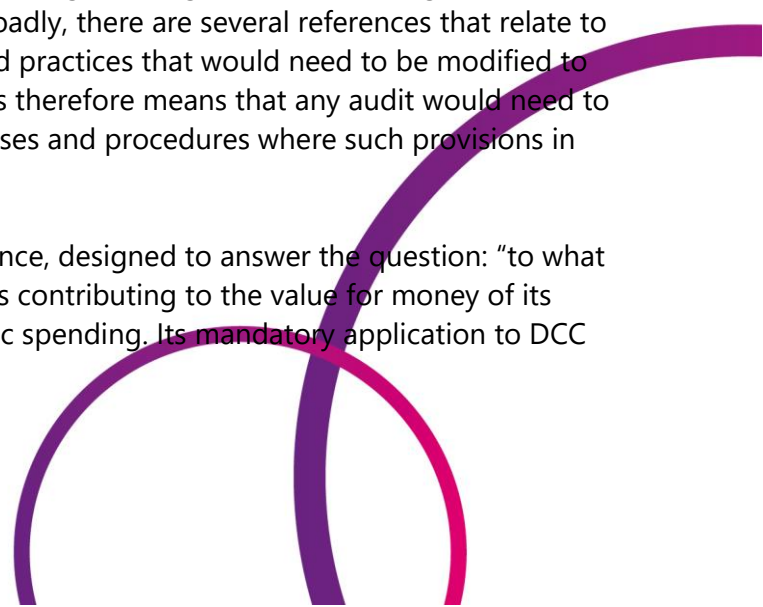 oadly, there are several references that relate to
d practices that would need to be modified to
s therefore means that any audit would need to
ses and procedures where such provisions in
nce, designed to answer the question: “to what
s contributing to the value for money of its
c spending. Its mandatory application to DCC